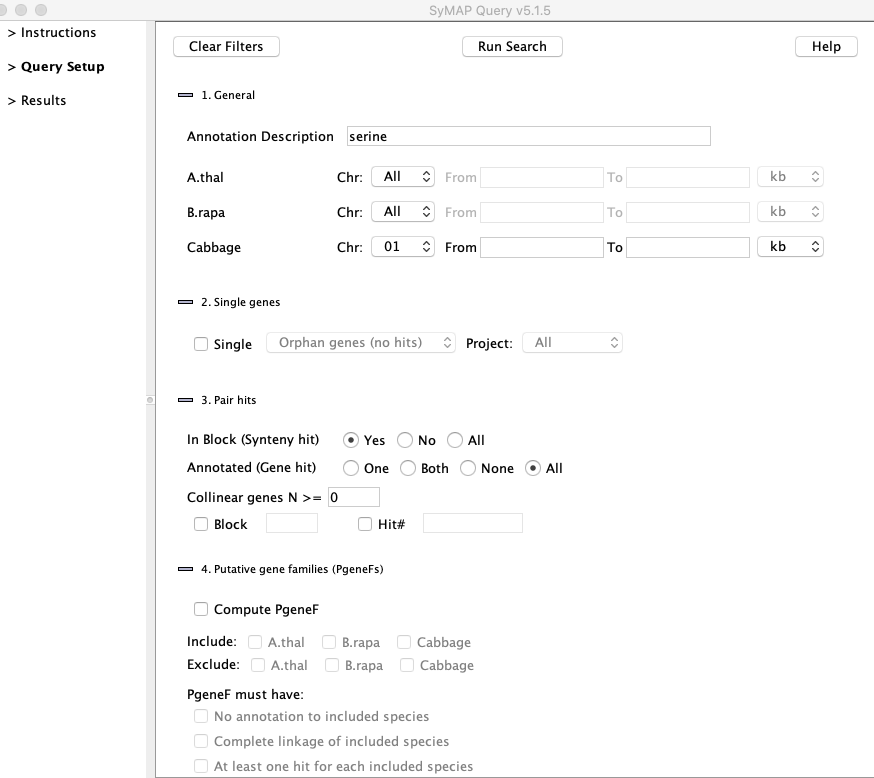 SyMAP Query v5.1.5
> Instructions
> Query Setup
> Results
Clear Filters Run Search Help
1. General
Annotation Description serine
A.thal Chr: All From To kb
B.rapa Chr: All From To kb
Cabbage Chr: 01 From To kb
2. Single genes
Single Orphan genes (no hits) Project: All
3. Pair hits
In Block (Synteny hit) Yes No All
Annotated (Gene hit) One Both None All
Collinear genes N >= 0
Block Hit#
4. Putative gene families (PgeneFs)
Compute PgeneF
Include: A.thal B.rapa Cabbage
Exclude: A.thal B.rapa Cabbage
PgeneF must have:
No annotation to included species
Complete linkage of included species
At least one hit for each included species